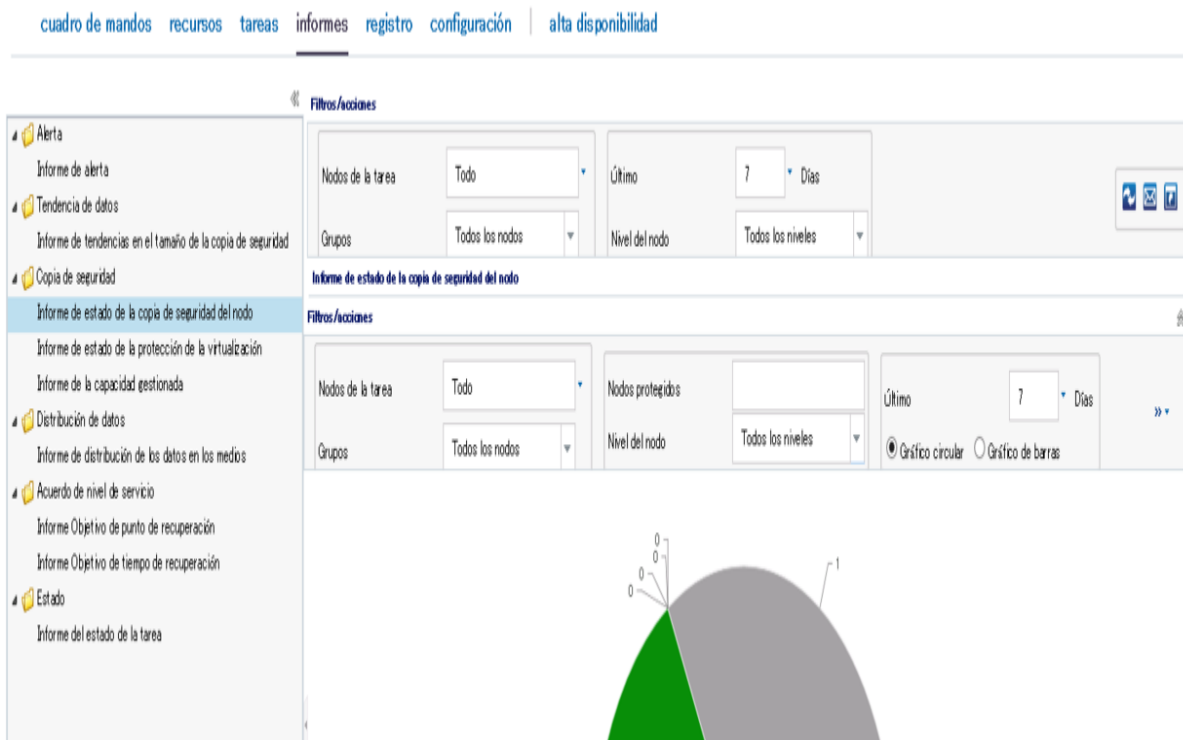 cuadro de mandos recursos tareas informes registro configuración alta disponibilidad
Filtros/acciones
Alerta
Informe de alerta
Tendencia de datos
Informe de tendencias en el tamaño de la copia de seguridad
Copia de seguridad
Informe de estado de la copia de seguridad del nodo
Informe de estado de la protección de la virtualización
Informe de la capacidad gestionada
Distribución de datos
Informe de distribución de los datos en los medios
Acuerdo de nivel de servicio
Informe Objetivo de punto de recuperación
Informe Objetivo de tiempo de recuperación
Estado
Informe del estado de la tarea
Nodos de la tarea Todo Último 7 Días
Grupos Todos los nodos Nivel del nodo Todos los niveles
Informe de estado de la copia de seguridad del nodo
Filtros/acciones
Nodos de la tarea Todo Nodos protegidos Último 7 Días
Grupos Todos los nodos Nivel del nodo Todos los niveles Gráfico circular Gráfico de barras
0
0
0
0
1